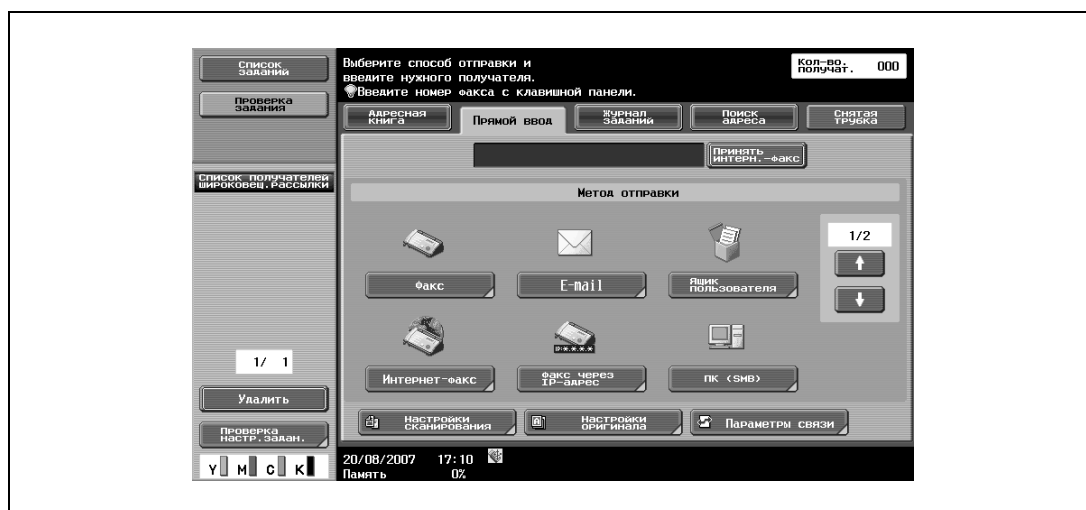 Список заданий
Проверка задания
Список получателей
широковещ.рассылки
1/ 1
Удалить
Проверка
настр.задан.
Y M C K
Выберите способ отправки и
введите нужного получателя.
Введите номер факса с клавишной панели.
Кол-во.
получат. 000
Адресная
книга
Прямой ввод
Журнал
заданий
Поиск
адреса
Снятая
трубка
Принять
интерн.-факс
Метод отправки
Факс
E-mail
Ящик
пользователя
1/2
Интернет-факс
Факс через
IP-адрес
ПК (SMB)
Настройки
сканирования
Настройки
оригинала
Параметры связи
20/08/2007 17:10
Память 0%